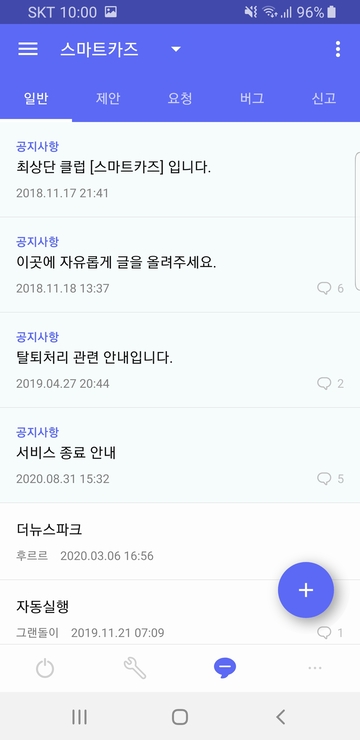 SKT 10:00 96%
스마트카즈
일반 제안 요청 버그 신고
공지사항
최상단 클럽 [스마트카즈] 입니다.
2018.11.17 21:41
공지사항
이곳에 자유롭게 글을 올려주세요.
2018.11.18 13:37 6
공지사항
탈퇴처리 관련 안내입니다.
2019.04.27 20:44 2
공지사항
서비스 종료 안내
2020.08.31 15:32 5
더뉴스파크
후르르 2020.03.06 16:56
자동실행
그랜돌이 2019.11.21 07:09 1